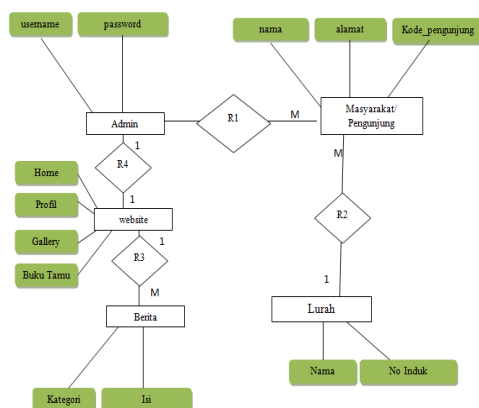 username
password
nama
alamat
Kode_pengunjung
Admin
R1
M
Masyarakat/
Pengunjung
1
R4
M
Home
1
Profil
website
R2
Gallery
1
R3
Buku Tamu
1
M
Lurah
Berita
Nama
No Induk
Kategori
Isi